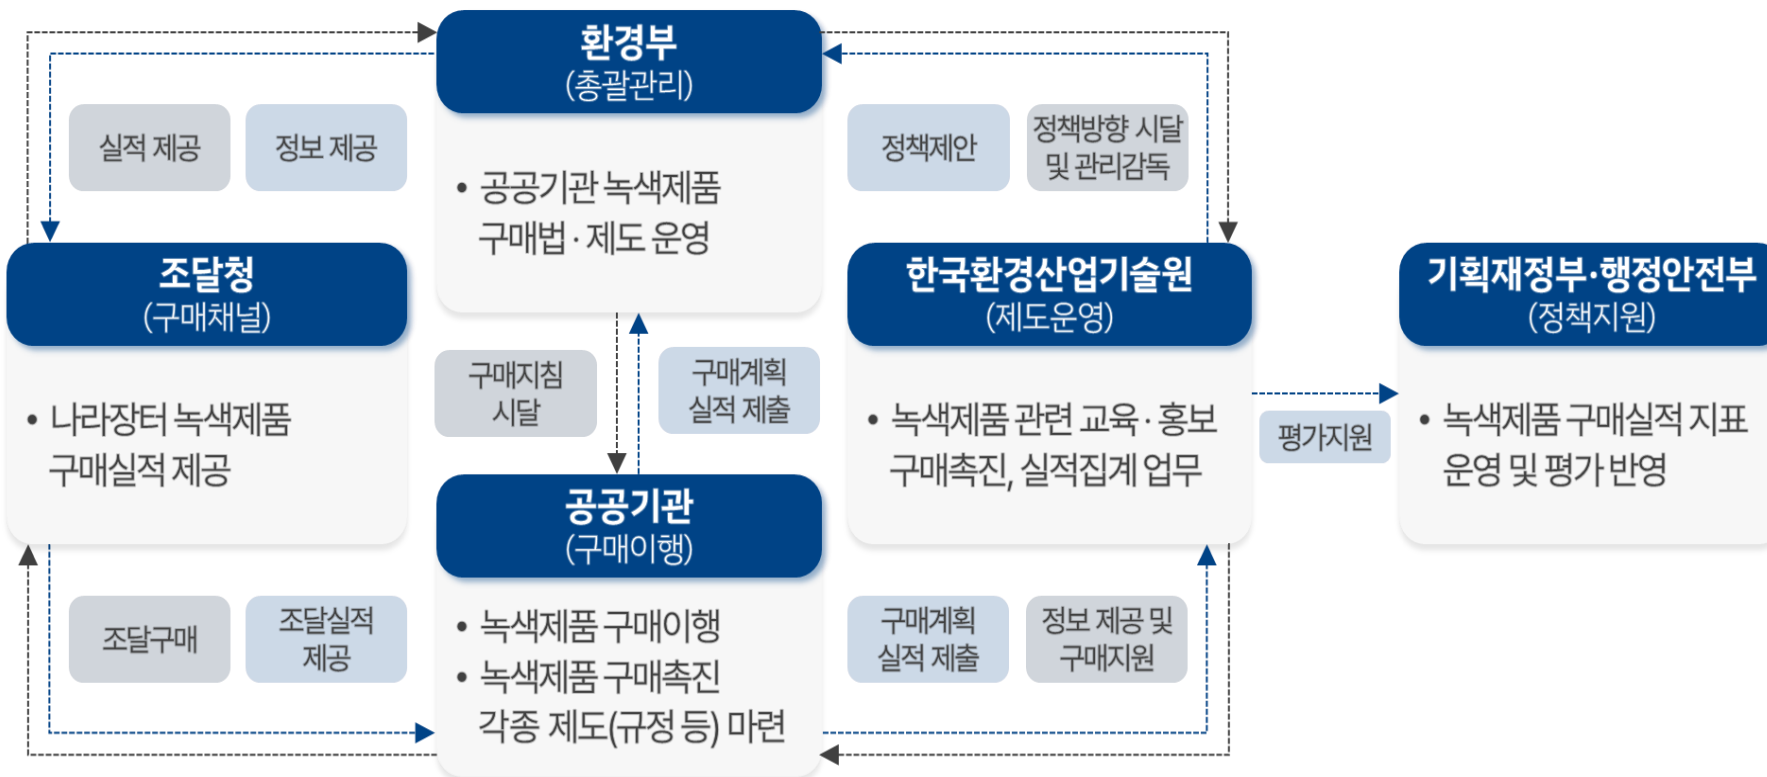 환경부
(총괄관리)
• 공공기관 녹색제품
구매법·제도 운영
실적 제공
정보 제공
정책제안
정책방향 시달
및 관리감독
조달청
(구매채널)
• 나라장터 녹색제품
구매실적 제공
구매지침
시달
구매계획
실적 제출
한국환경산업기술원
(제도운영)
• 녹색제품 관련 교육·홍보
구매촉진, 실적집계 업무
평가지원
기획재정부·행정안전부
(정책지원)
• 녹색제품 구매실적 지표
운영 및 평가 반영
조달구매
조달실적
제공
공공기관
(구매이행)
• 녹색제품 구매이행
• 녹색제품 구매촉진
각종 제도(규정 등) 마련
구매계획
실적 제출
정보 제공 및
구매지원